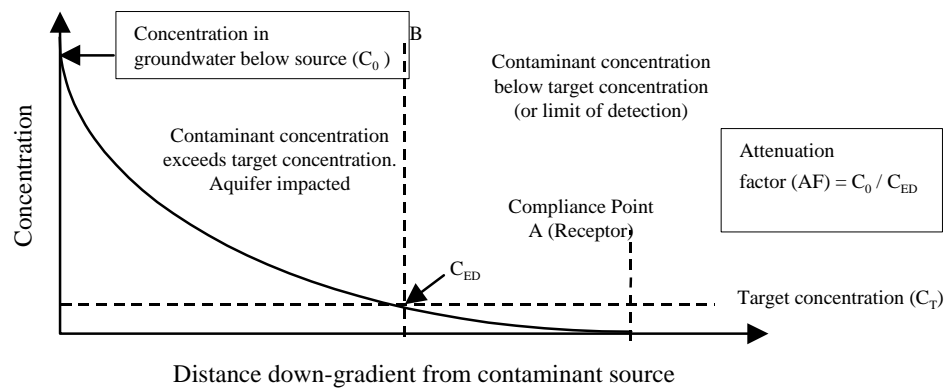 Concentration in
groundwater below source (C0 )
B
Contaminant concentration
below target concentration
(or limit of detection)
Contaminant concentration
exceeds target concentration.
Aquifer impacted
Attenuation
factor (AF) = C0 / CED
Compliance Point
A (Receptor)
Concentration
CED
Target concentration (CT)
Distance down-gradient from contaminant source